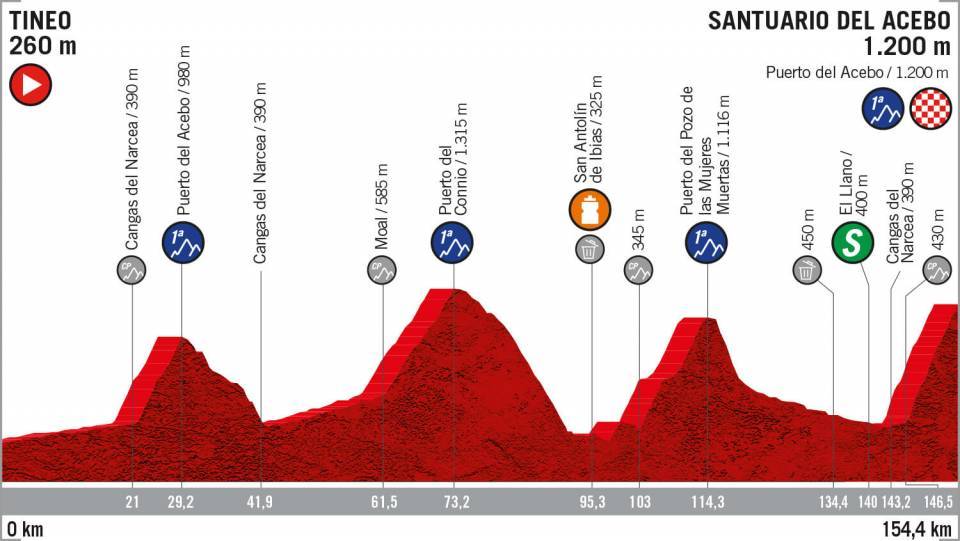 TINEO
260 m
SANTUARIO DEL ACEBO
1.200 m
Puerto del Acebo / 1.200 m
1ª
Cangas del Narcea / 390 m
CP
Puerto del Acebo / 980 m
1ª
Cangas del Narcea / 390 m
Moal / 585 m
CP
Puerto del
Connio / 1.315 m
1ª
San Antolín
de Ibias / 325 m
345 m
CP
Puerto del Pozo de
las Mujeres
Muertas / 1.116 m
1ª
450 m
El Llano /
400 m
S
Cangas del
Narcea / 390 m
430 m
CP
21
29,2
41,9
61,5
73,2
95,3
103
114,3
134,4
140
143,2
146,5
0 km
154,4 km